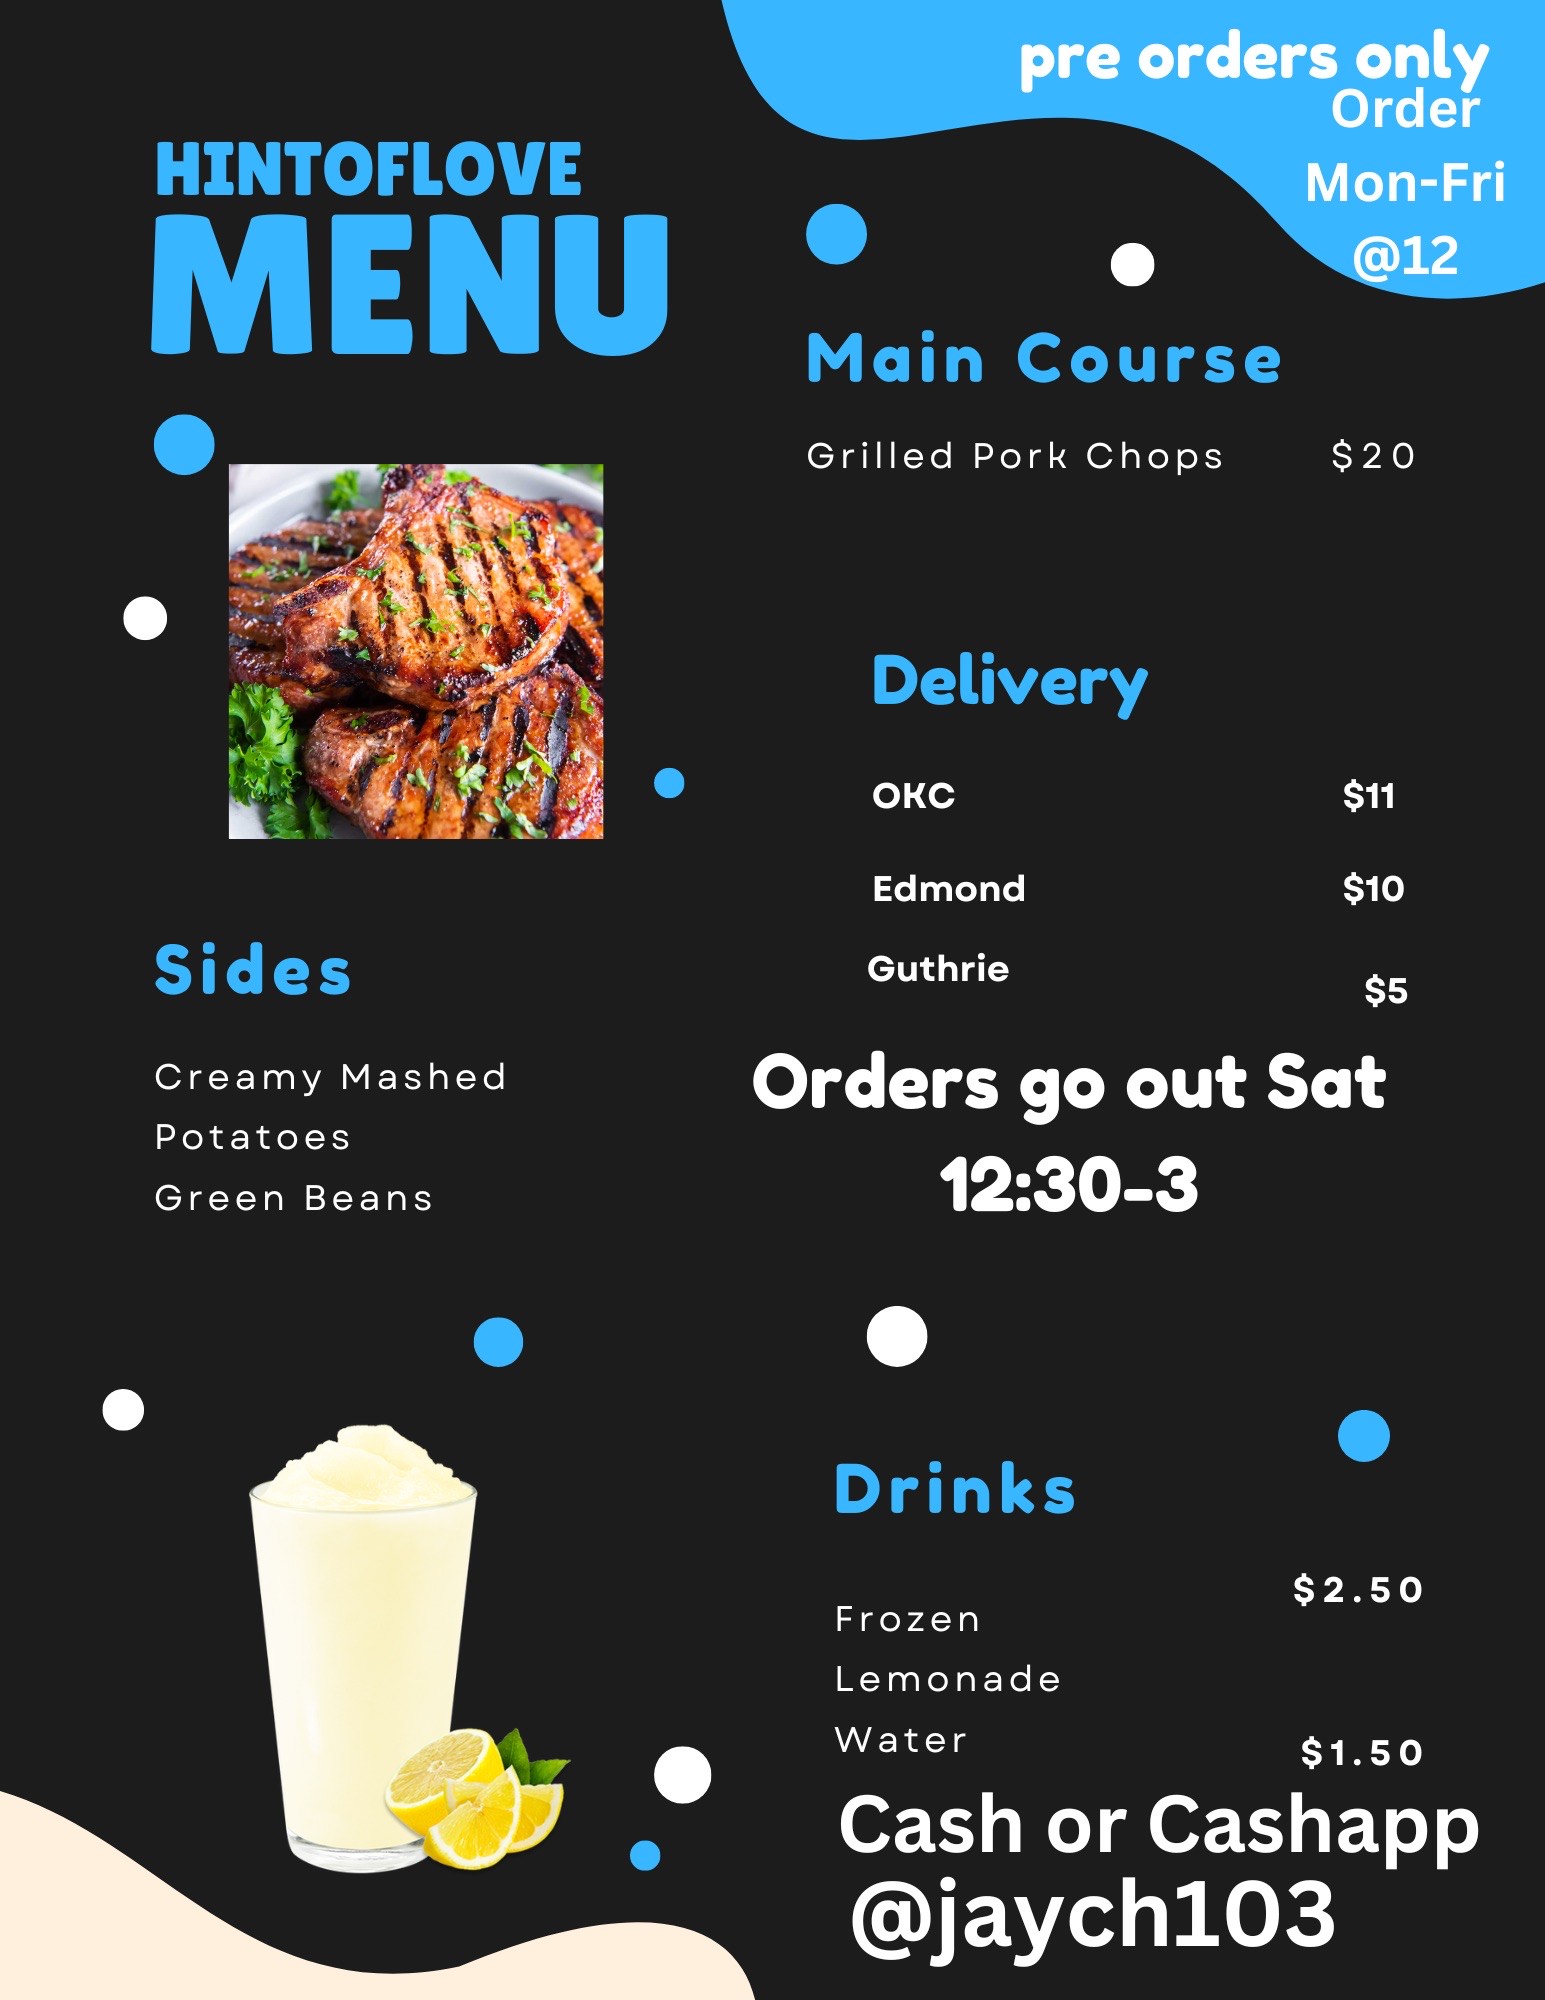 pre orders only
Order
Mon-Fri
@12
HINTOFLOVE
MENU
Main Course
Grilled Pork Chops $20
Delivery
OKC $11
Edmond $10
Guthrie $5
Orders go out Sat
12:30-3
Sides
Creamy Mashed
Potatoes
Green Beans
Drinks
$2.50
Frozen
Lemonade
Water $1.50
Cash or Cashapp
@jaych103